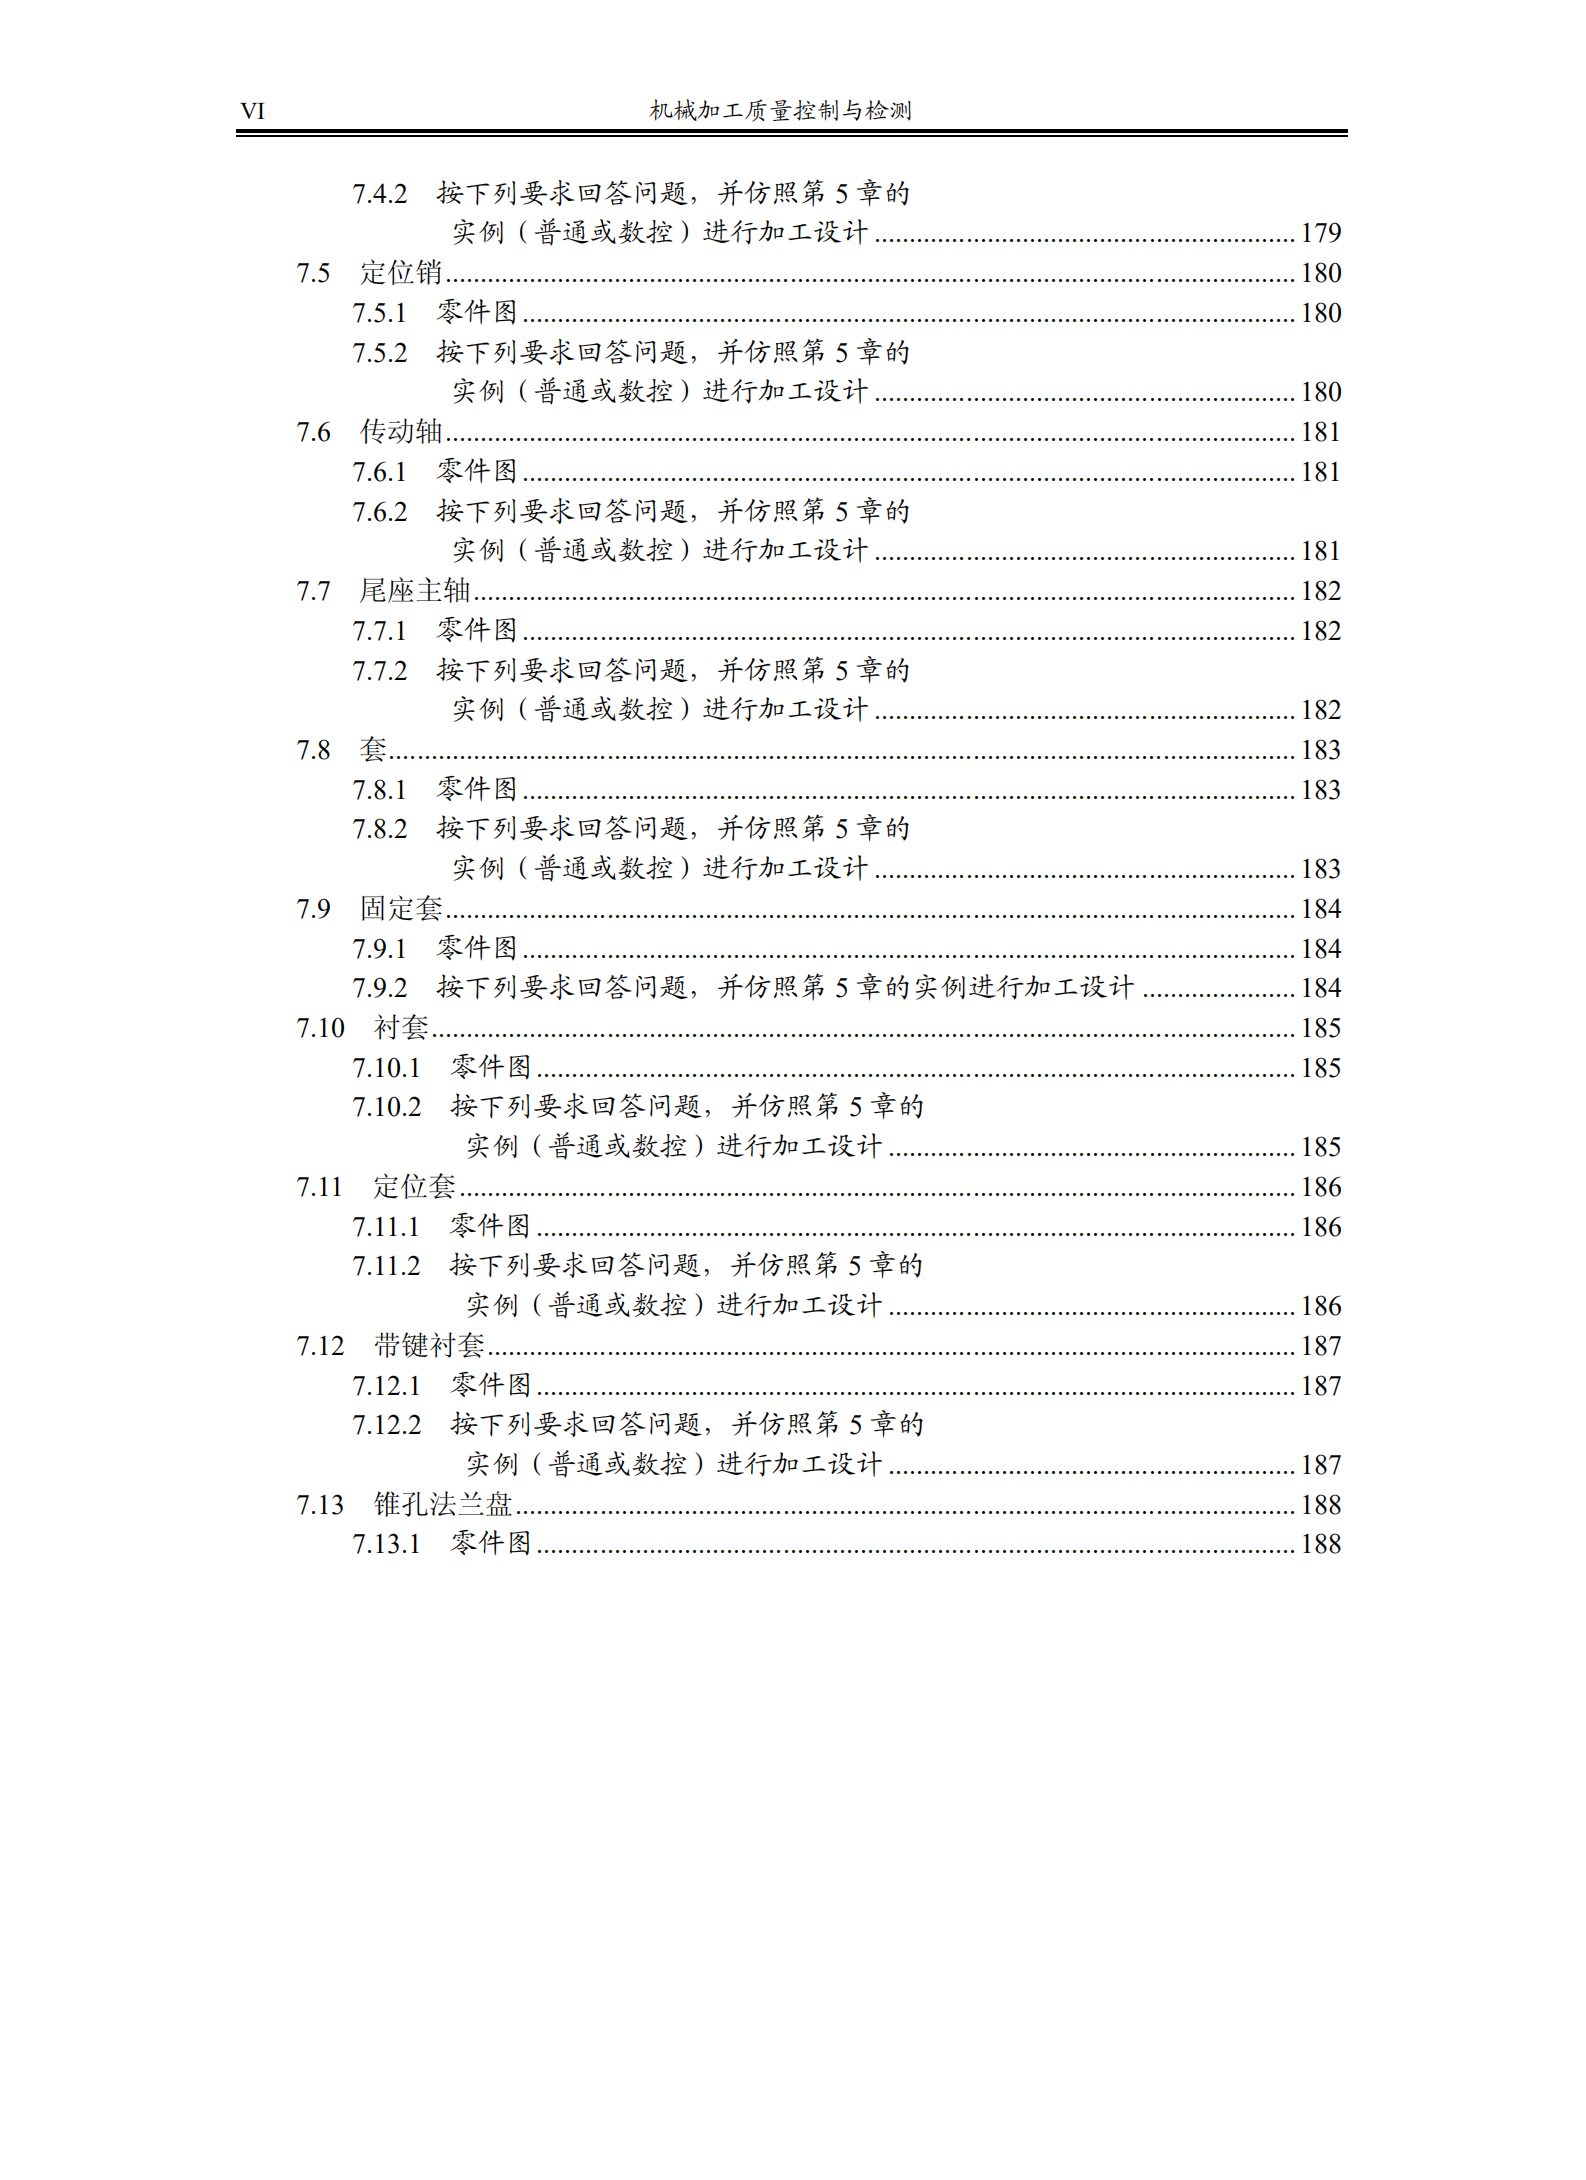 VI 机械加工质量控制与检测
7.4.2 按下列要求回答问题，并仿照第 5 章的
实例（普通或数控）进行加工设计 179
7.5 定位销 180
7.5.1 零件图 180
7.5.2 按下列要求回答问题，并仿照第 5 章的
实例（普通或数控）进行加工设计 180
7.6 传动轴 181
7.6.1 零件图 181
7.6.2 按下列要求回答问题，并仿照第 5 章的
实例（普通或数控）进行加工设计 181
7.7 尾座主轴 182
7.7.1 零件图 182
7.7.2 按下列要求回答问题，并仿照第 5 章的
实例（普通或数控）进行加工设计 182
7.8 套 183
7.8.1 零件图 183
7.8.2 按下列要求回答问题，并仿照第 5 章的
实例（普通或数控）进行加工设计 183
7.9 固定套 184
7.9.1 零件图 184
7.9.2 按下列要求回答问题，并仿照第 5 章的实例进行加工设计 184
7.10 衬套 185
7.10.1 零件图 185
7.10.2 按下列要求回答问题，并仿照第 5 章的
实例（普通或数控）进行加工设计 185
7.11 定位套 186
7.11.1 零件图 186
7.11.2 按下列要求回答问题，并仿照第 5 章的
实例（普通或数控）进行加工设计 186
7.12 带键衬套 187
7.12.1 零件图 187
7.12.2 按下列要求回答问题，并仿照第 5 章的
实例（普通或数控）进行加工设计 187
7.13 锥孔法兰盘 188
7.13.1 零件图 188